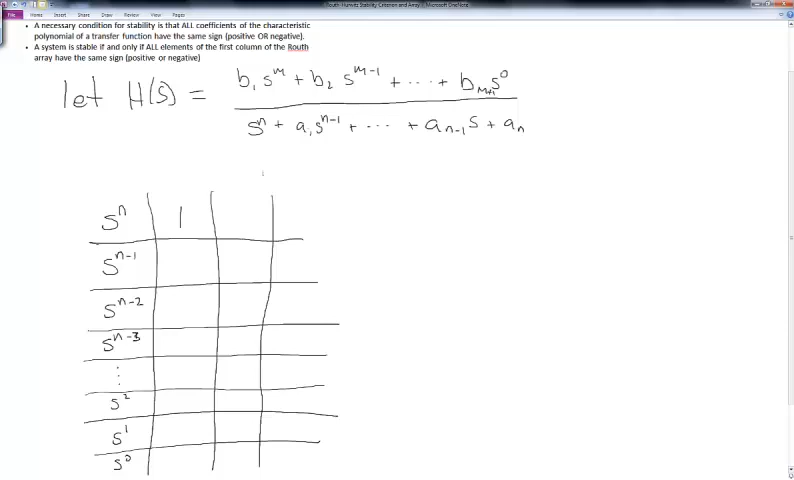 Routh-Hurwitz Stability Criterion and Array - Microsoft OneNote
File Home Insert Share Draw Review View Pages
• A necessary condition for stability is that ALL coefficients of the characteristic
polynomial of a transfer function have the same sign (positive OR negative).
• A system is stable if and only if ALL elements of the first column of the Routh
array have the same sign (positive or negative)
b₁ s^m + b₂ s^(m-1) + ··· + b_(m+1) s^0
let H(s) =
s^n + a₁ s^(n-1) + ··· + a_(n-1) s + a_n
s^n 1
s^(n-1)
s^(n-2)
s^(n-3)
⋮
s^2
s^1
s^0